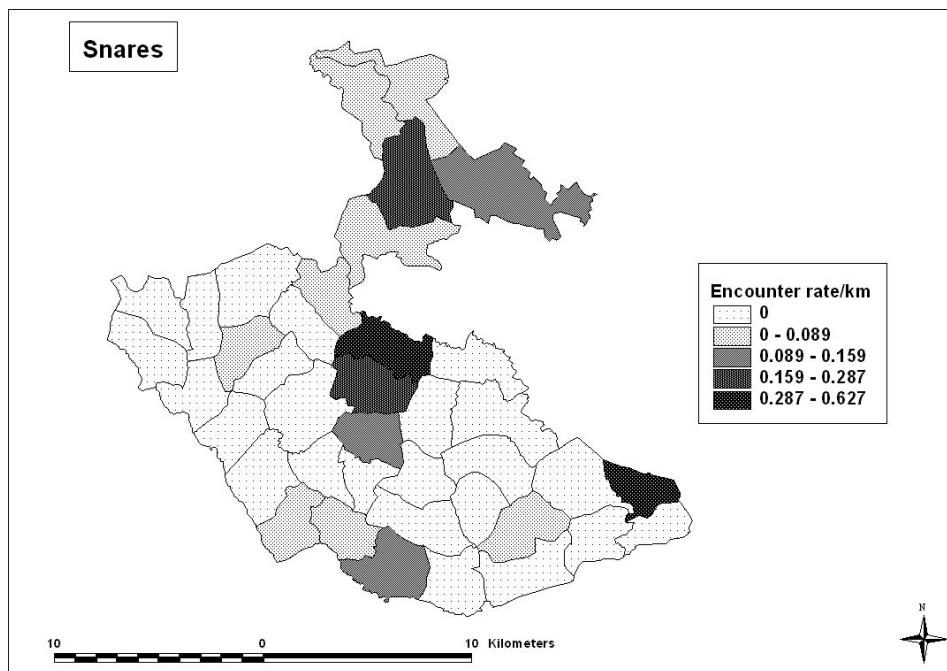 Snares
Encounter rate/km
0
0 - 0.089
0.089 - 0.159
0.159 - 0.287
0.287 - 0.627
10 0 10 Kilometers
N